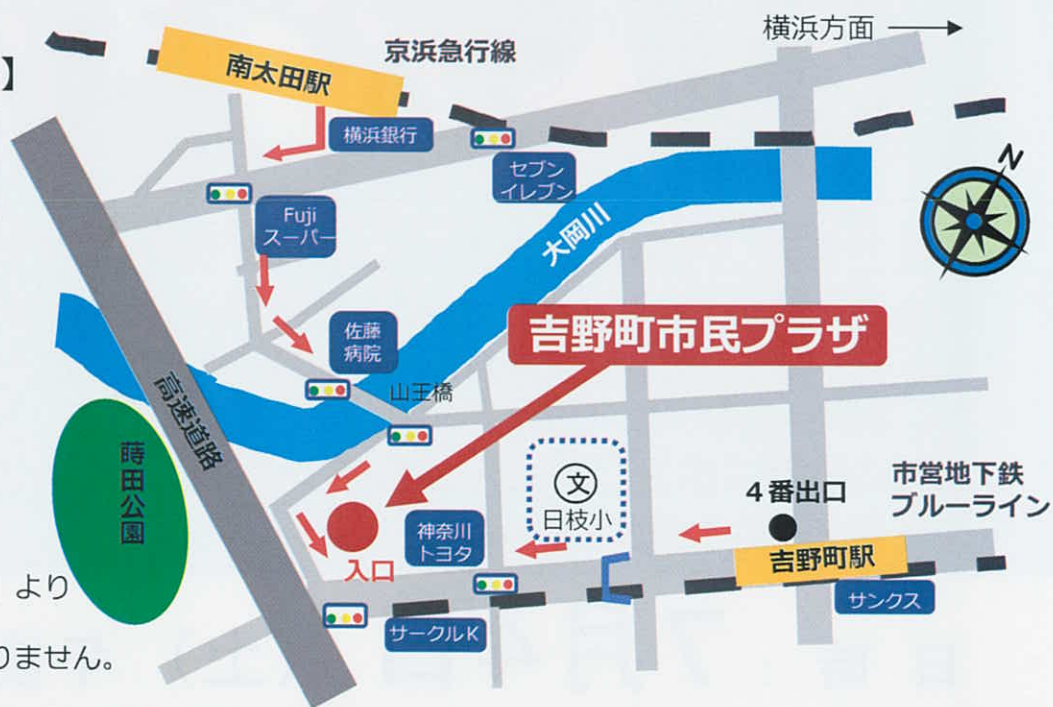 】
横浜方面
京浜急行線
南太田駅
横浜銀行
セブン
イレブン
N
Fuji
スーパー
大岡川
佐藤
病院
吉野町市民プラザ
山王橋
高速道路
蒔田公園
文
日枝小
4番出口
市営地下鉄
ブルーライン
神奈川
トヨタ
入口
吉野町駅
サンクス
サークルK
より
りません。